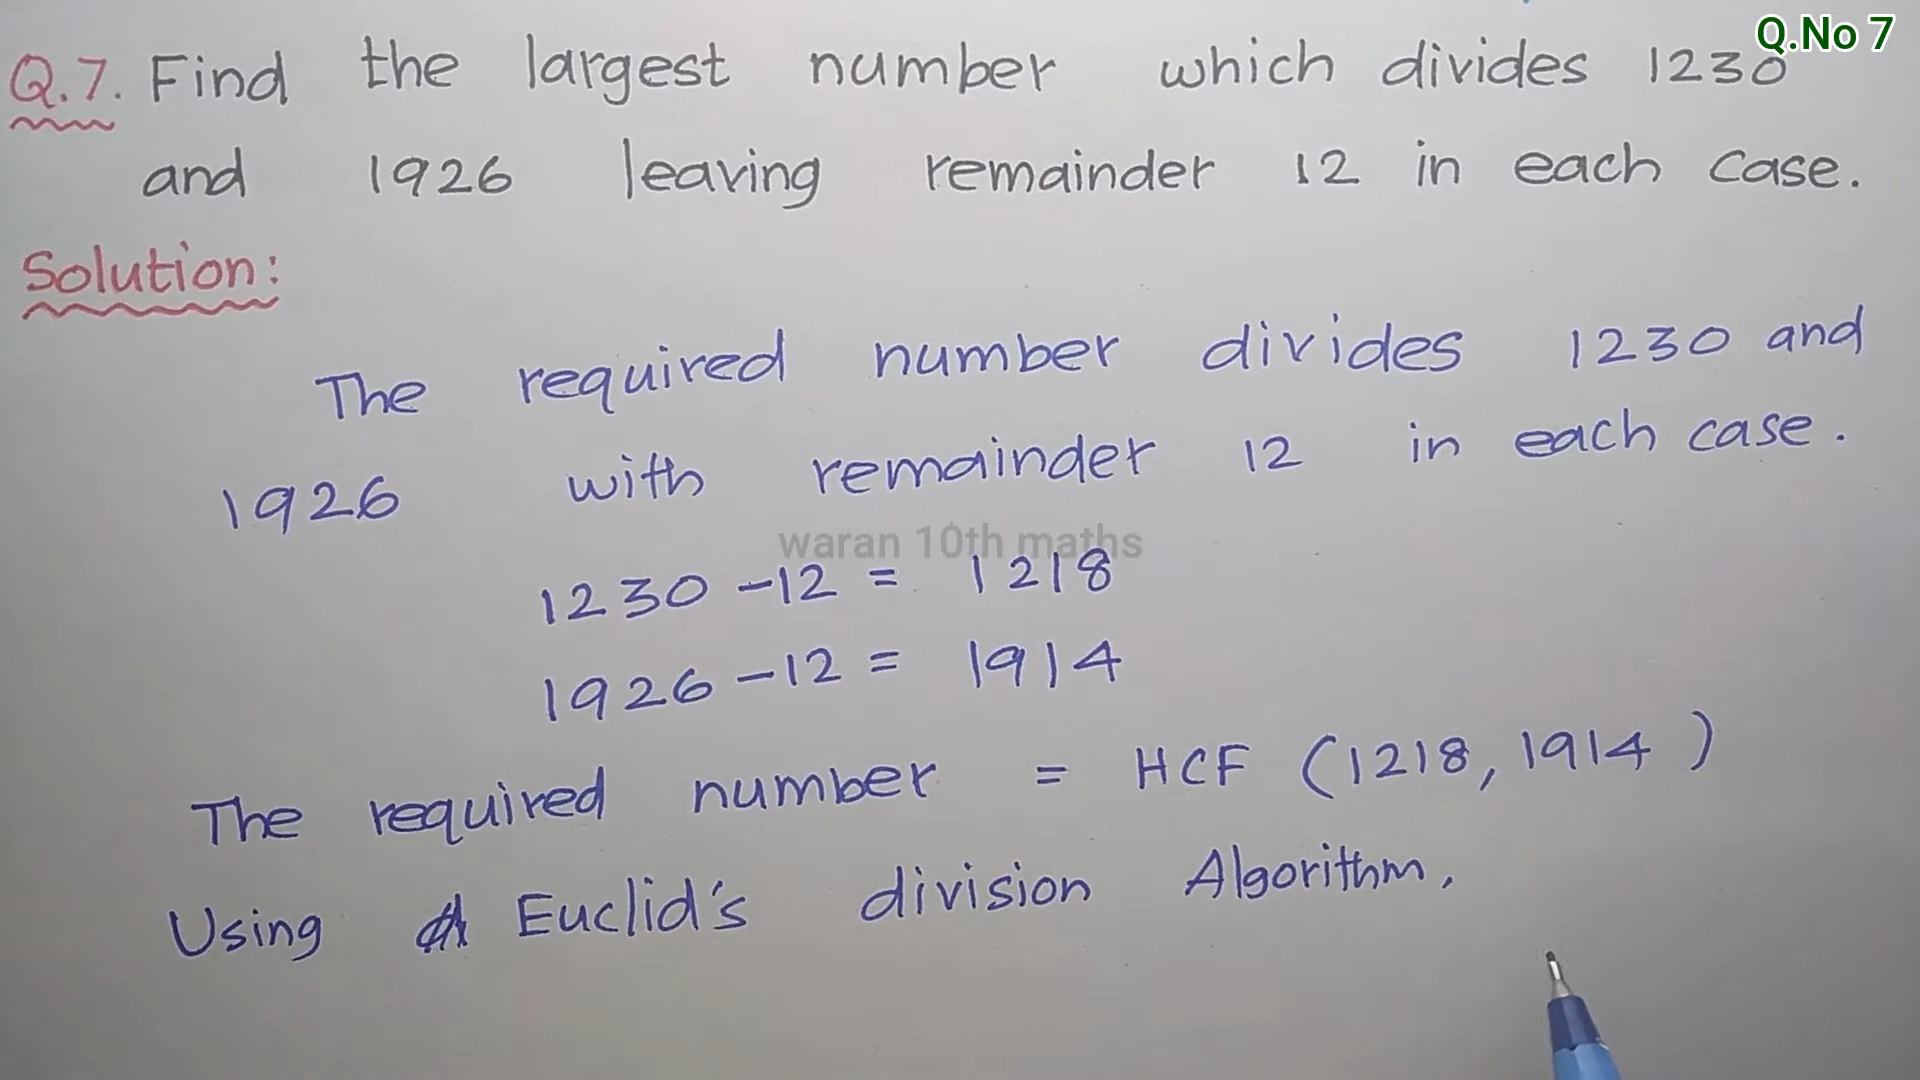 Q.No 7
Q.7. Find the largest number which divides 1230
and 1926 leaving remainder 12 in each case.
Solution:
The required number divides 1230 and
1926 with remainder 12 in each case.
waran 10th maths
1230 - 12 = 1218
1926 - 12 = 1914
The required number = HCF (1218, 1914)
Using Euclid's division Algorithm,